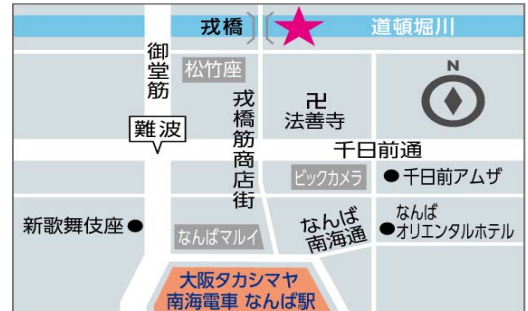 戎橋
道頓堀川
御堂筋
松竹座
N
戎橋筋商店街
卍
法善寺
難波
千日前通
ビックカメラ
千日前アムザ
新歌舞伎座
なんばマルイ
なんば
南海通
なんば
オリエンタルホテル
大阪タカシマヤ
南海電車 なんば駅